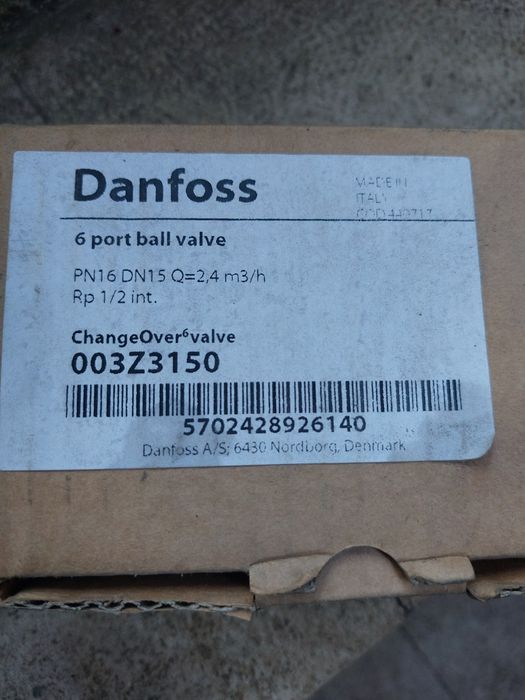 Danfoss
MADE IN
ITALY
6 port ball valve
PN16 DN15 Q=2,4 m3/h
Rp 1/2 int.
ChangeOver⁶valve
003Z3150
5702428926140
Danfoss A/S; 6430 Nordborg, Denmark